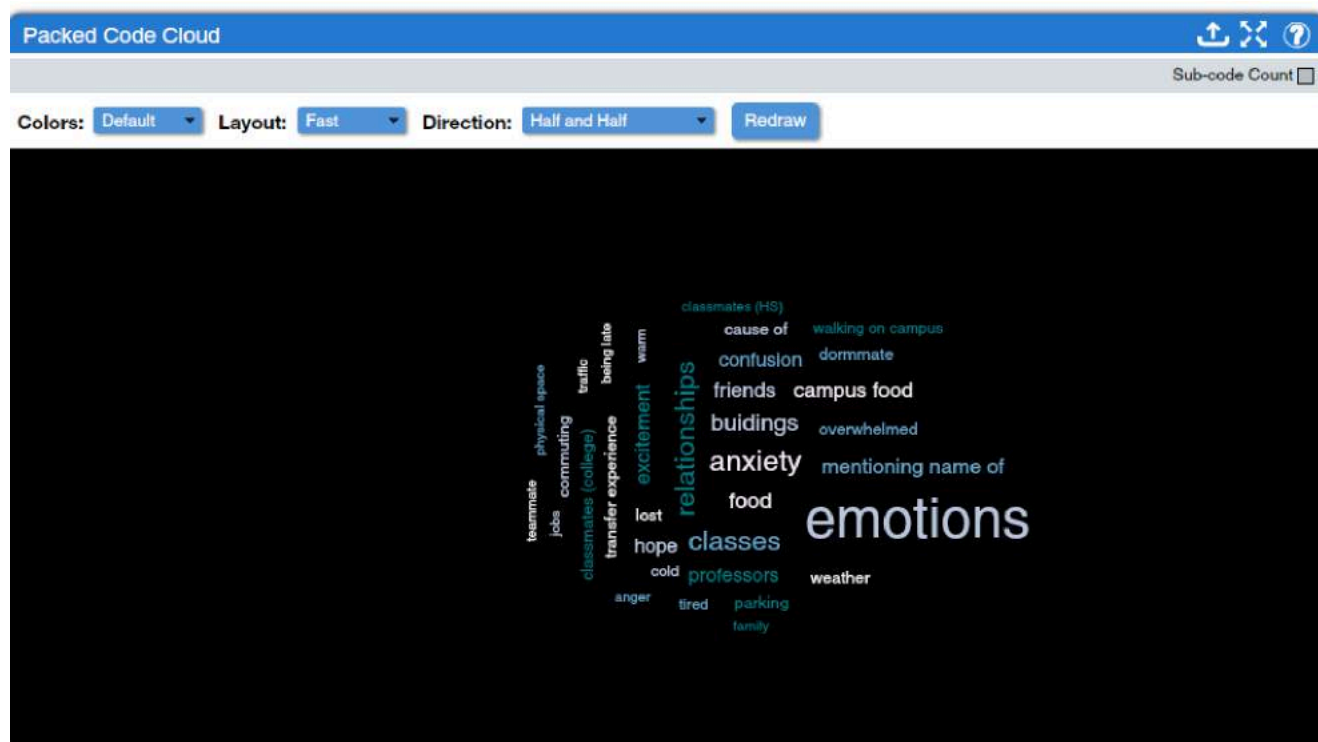 Packed Code Cloud
Sub-code Count
Colors: Default Layout: Fast Direction: Half and Half Redraw
classmates (HS)
cause of
walking on campus
being late
warm
confusion
dormmate
traffic
physical space
relationships
friends
campus food
excitement
buidings
overwhelmed
commuting
classmates (college)
transfer experience
anxiety
mentioning name of
teammate
jobs
lost
food
emotions
hope
classes
cold
professors
weather
anger
tired
parking
family